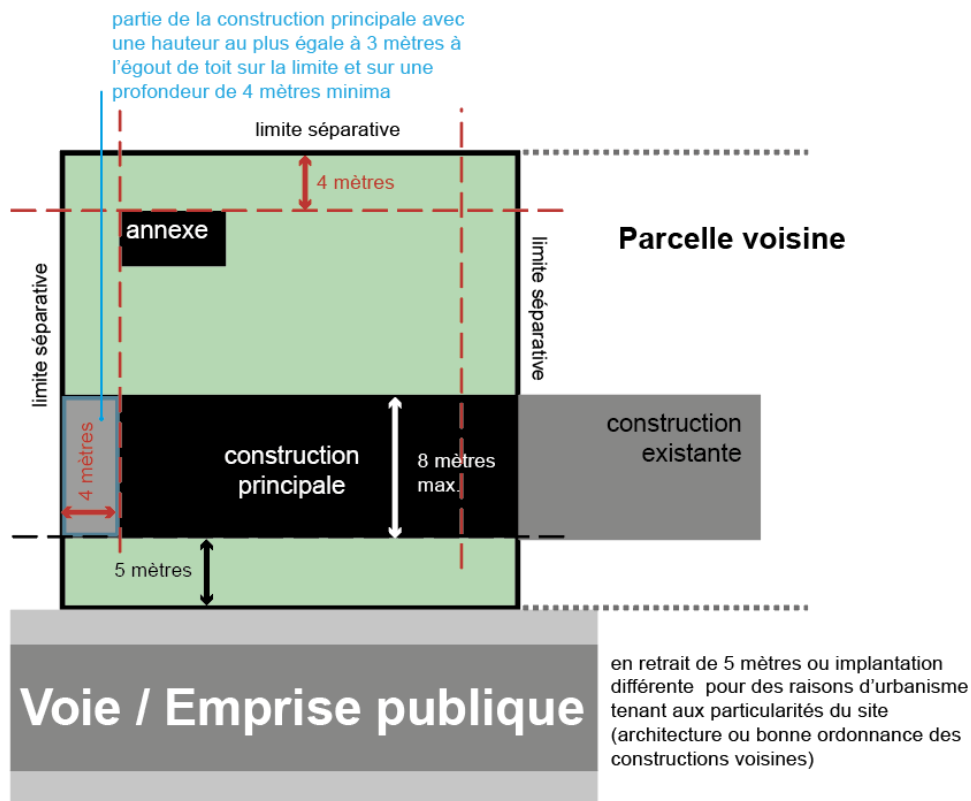 partie de la construction principale avec
une hauteur au plus égale à 3 mètres à
l'égout de toit sur la limite et sur une
profondeur de 4 mètres minima
limite séparative
4 mètres
annexe
limite séparative
limite séparative
Parcelle voisine
4 mètres
construction
principale
8 mètres
max.
construction
existante
5 mètres
Voie / Emprise publique
en retrait de 5 mètres ou implantation
différente pour des raisons d'urbanisme
tenant aux particularités du site
(architecture ou bonne ordonnance des
constructions voisines)